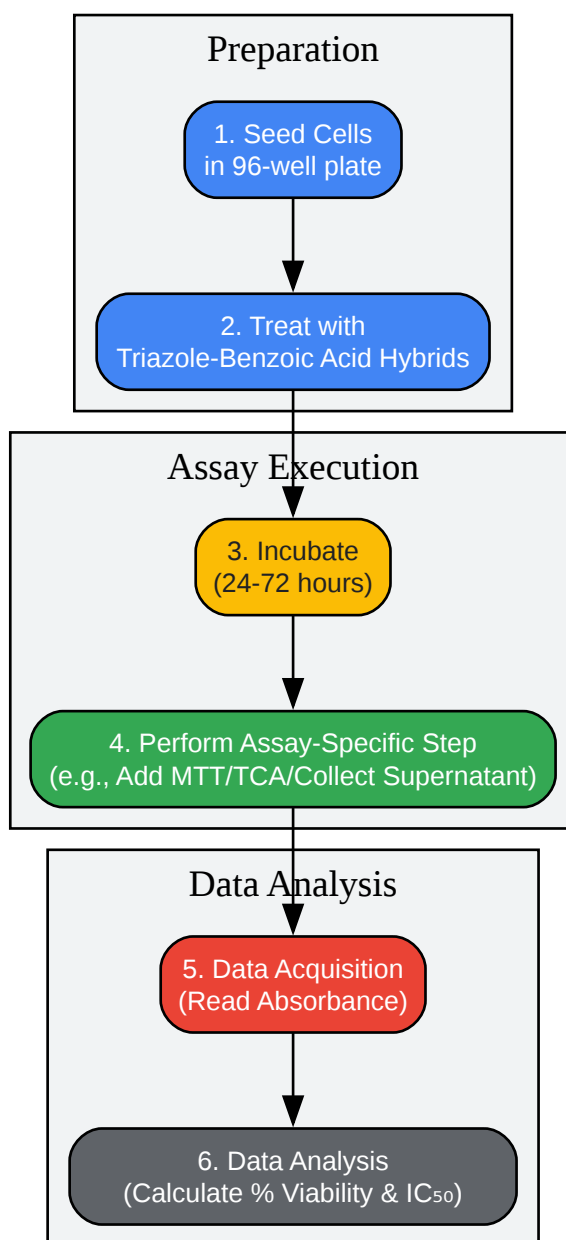 Preparation
1. Seed Cells
in 96-well plate
2. Treat with
Triazole-Benzoic Acid Hybrids
Assay Execution
3. Incubate
(24-72 hours)
4. Perform Assay-Specific Step
(e.g., Add MTT/TCA/Collect Supernatant)
Data Analysis
5. Data Acquisition
(Read Absorbance)
6. Data Analysis
(Calculate % Viability & IC₅₀)